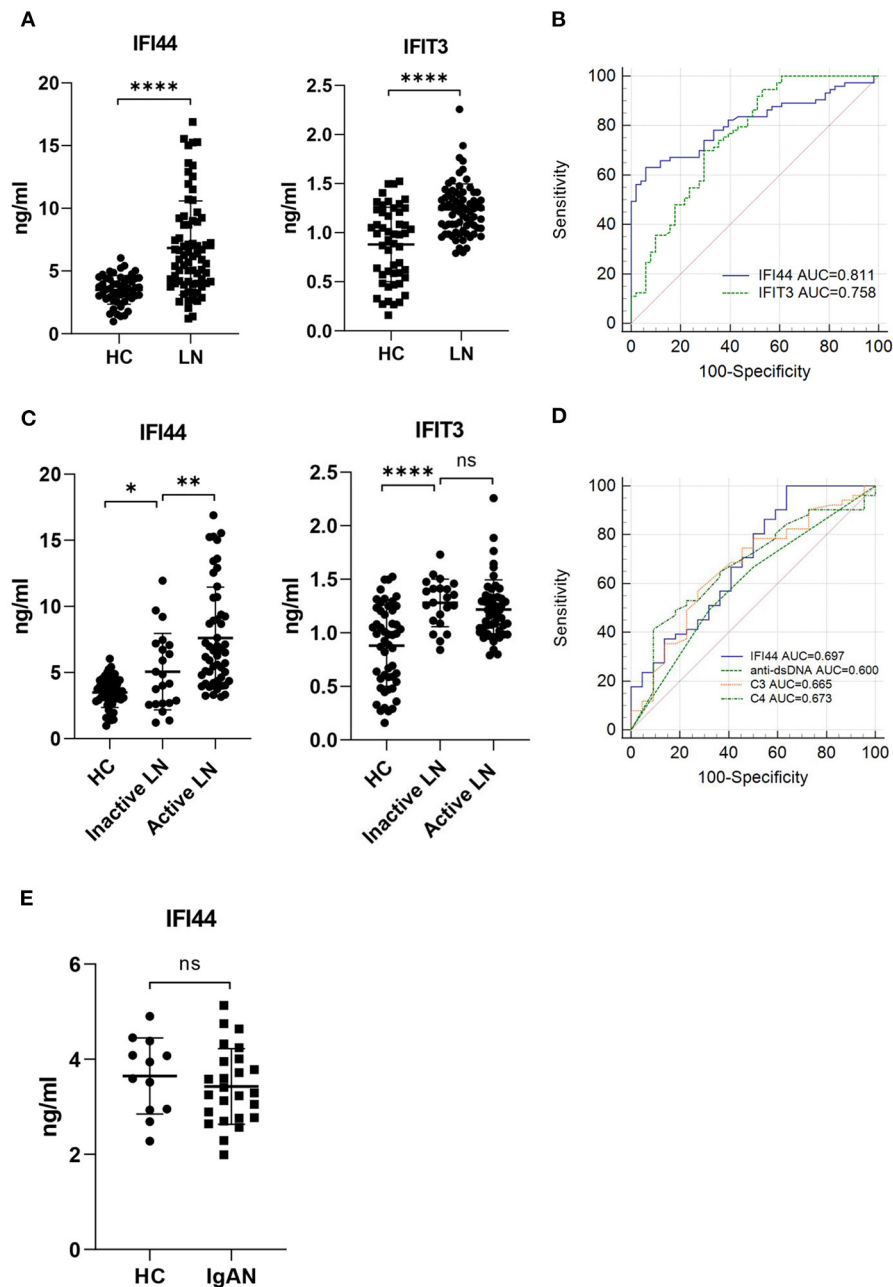 A
IFI44
ng/ml
20
15
10
5
0
****
HC
LN
IFIT3
ng/ml
2.5
2.0
1.5
1.0
0.5
0.0
****
HC
LN
B
Sensitivity
100
80
60
40
20
0
IFI44 AUC=0.811
IFIT3 AUC=0.758
0 20 40 60 80 100
100-Specificity
C
IFI44
ng/ml
20
15
10
5
0
* **
HC
Inactive LN
Active LN
IFIT3
ng/ml
2.5
2.0
1.5
1.0
0.5
0.0
**** ns
HC
Inactive LN
Active LN
D
Sensitivity
100
80
60
40
20
0
IFI44 AUC=0.697
anti-dsDNA AUC=0.600
C3 AUC=0.665
C4 AUC=0.673
0 20 40 60 80 100
100-Specificity
E
IFI44
ng/ml
6
4
2
0
ns
HC
IgAN